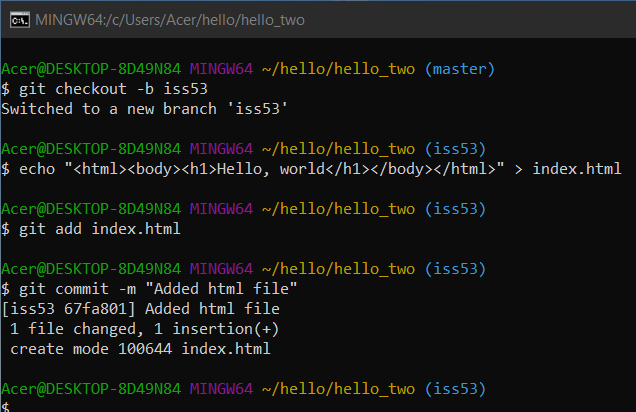 MINGW64:/c/Users/Acer/hello/hello_two
Acer@DESKTOP-8D49N84 MINGW64 ~/hello/hello_two (master)
$ git checkout -b iss53
Switched to a new branch 'iss53'
Acer@DESKTOP-8D49N84 MINGW64 ~/hello/hello_two (iss53)
$ echo "<html><body><h1>Hello, world</h1></body></html>" > index.html
Acer@DESKTOP-8D49N84 MINGW64 ~/hello/hello_two (iss53)
$ git add index.html
Acer@DESKTOP-8D49N84 MINGW64 ~/hello/hello_two (iss53)
$ git commit -m "Added html file"
[iss53 67fa801] Added html file
 1 file changed, 1 insertion(+)
 create mode 100644 index.html
Acer@DESKTOP-8D49N84 MINGW64 ~/hello/hello_two (iss53)
$